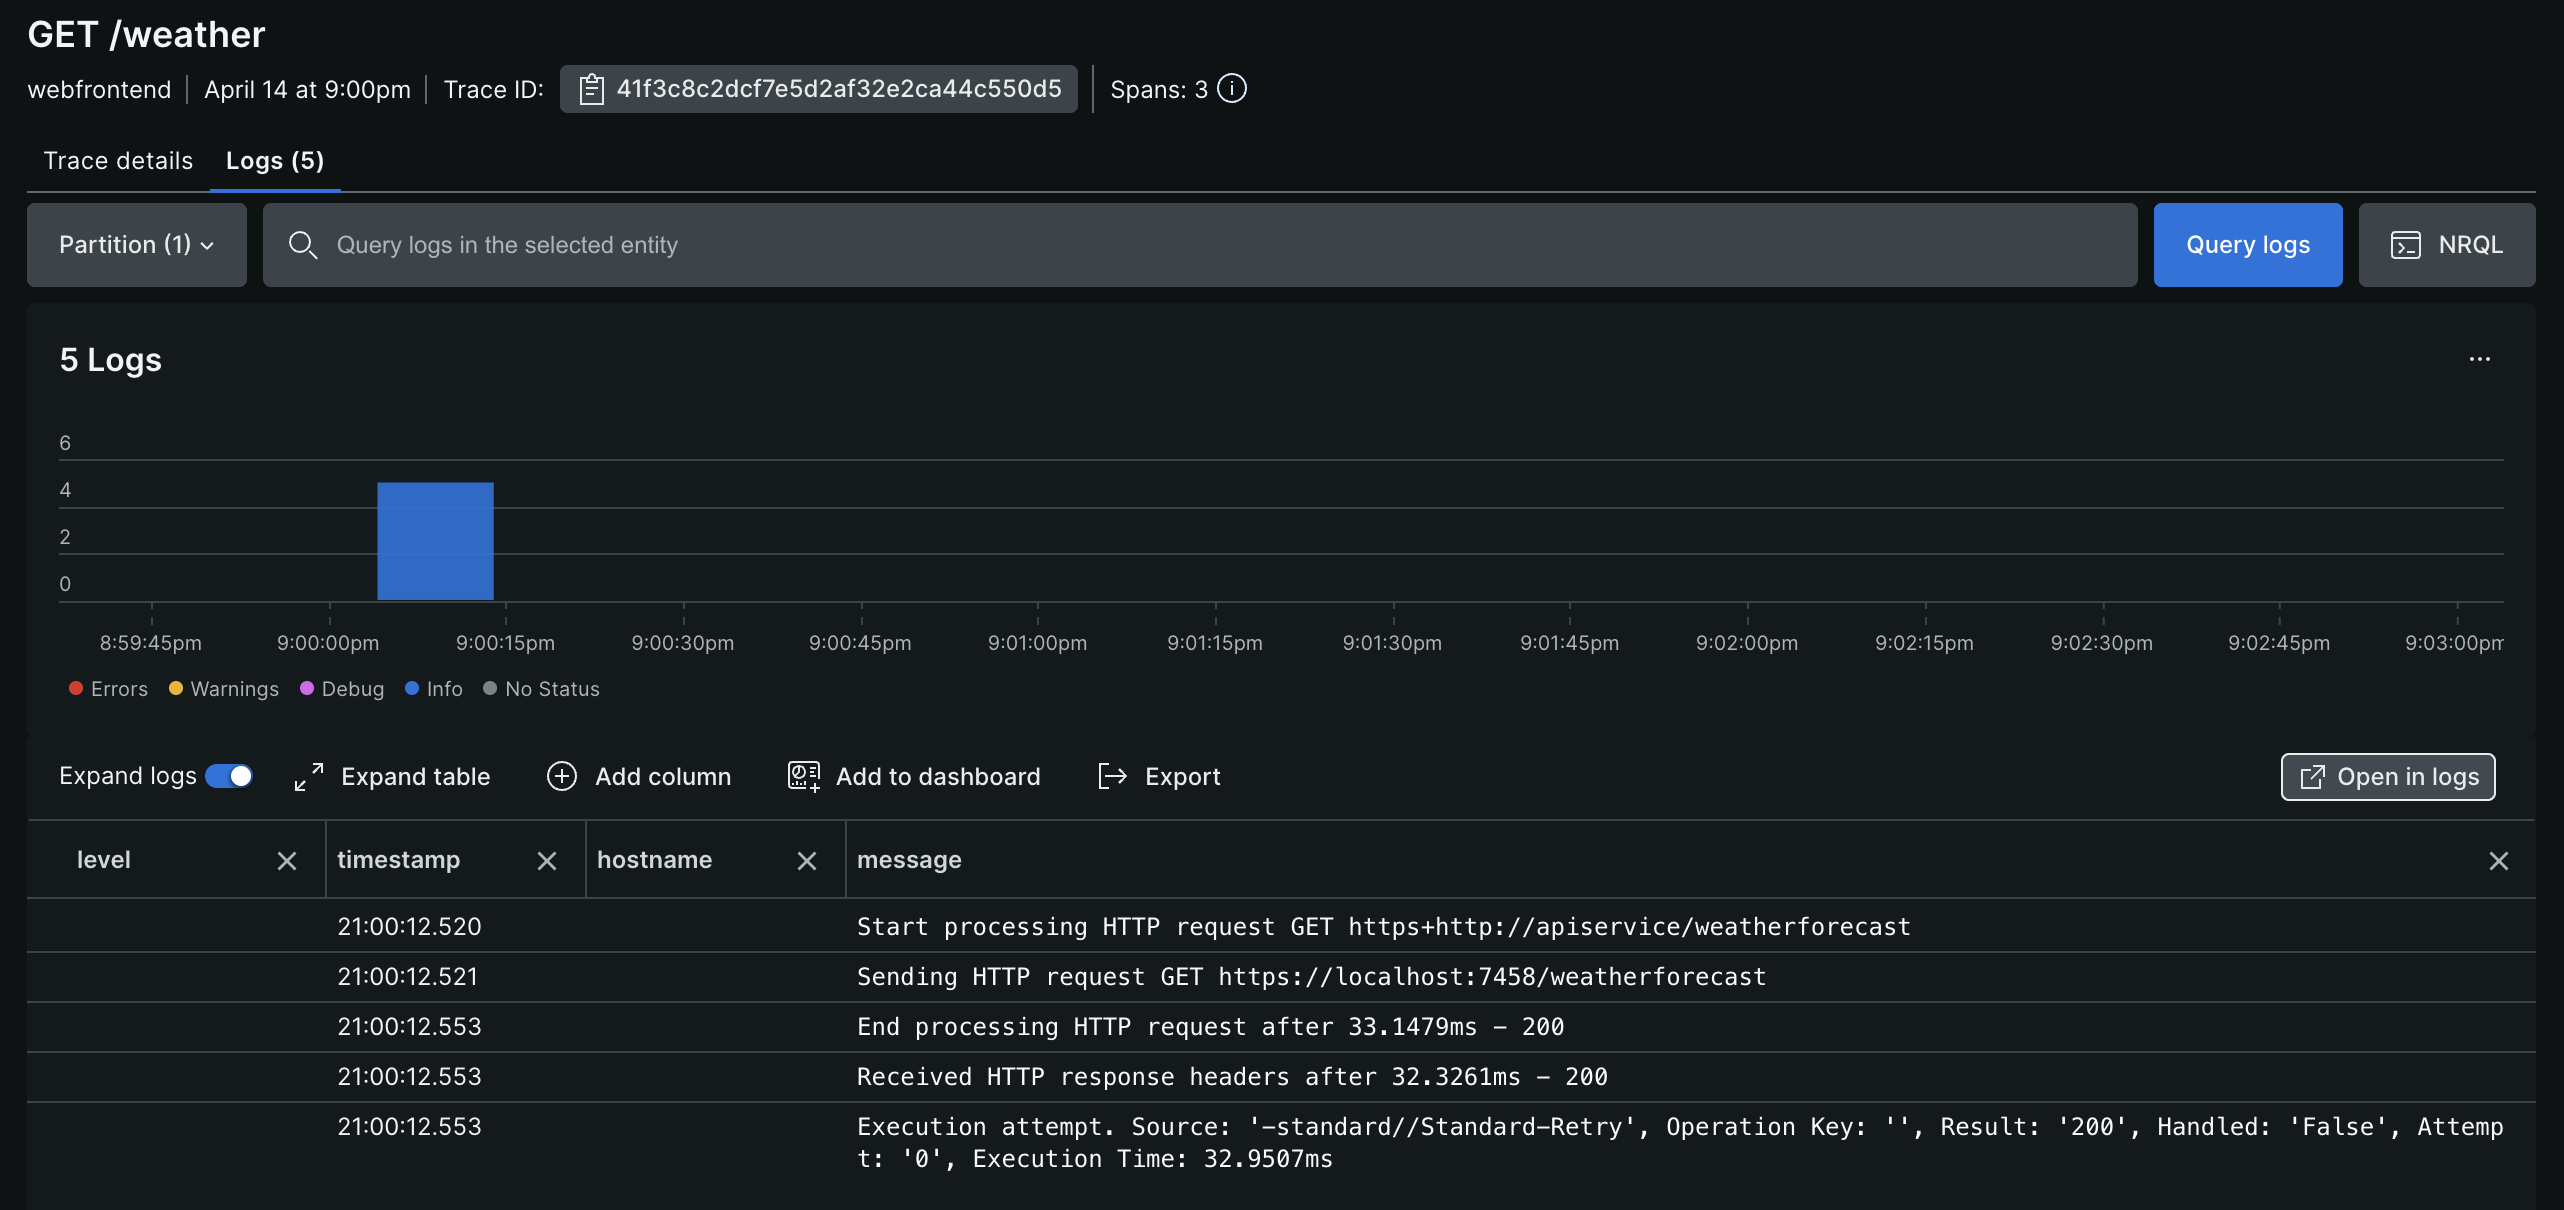 GET /weather
webfrontend April 14 at 9:00pm Trace ID: 41f3c8c2dcf7e5d2af32e2ca44c550d5 Spans: 3
Trace details Logs (5)
Partition (1) Query logs in the selected entity Query logs NRQL
5 Logs
6
4
2
0
8:59:45pm 9:00:00pm 9:00:15pm 9:00:30pm 9:00:45pm 9:01:00pm 9:01:15pm 9:01:30pm 9:01:45pm 9:02:00pm 9:02:15pm 9:02:30pm 9:02:45pm 9:03:00pm
Errors Warnings Debug Info No Status
Expand logs Expand table Add column Add to dashboard Export Open in logs
level timestamp hostname message
21:00:12.520 Start processing HTTP request GET https+http://apiservice/weatherforecast
21:00:12.521 Sending HTTP request GET https://localhost:7458/weatherforecast
21:00:12.553 End processing HTTP request after 33.1479ms – 200
21:00:12.553 Received HTTP response headers after 32.3261ms – 200
21:00:12.553 Execution attempt. Source: '-standard//Standard-Retry', Operation Key: '', Result: '200', Handled: 'False', Attemp
t: '0', Execution Time: 32.9507ms